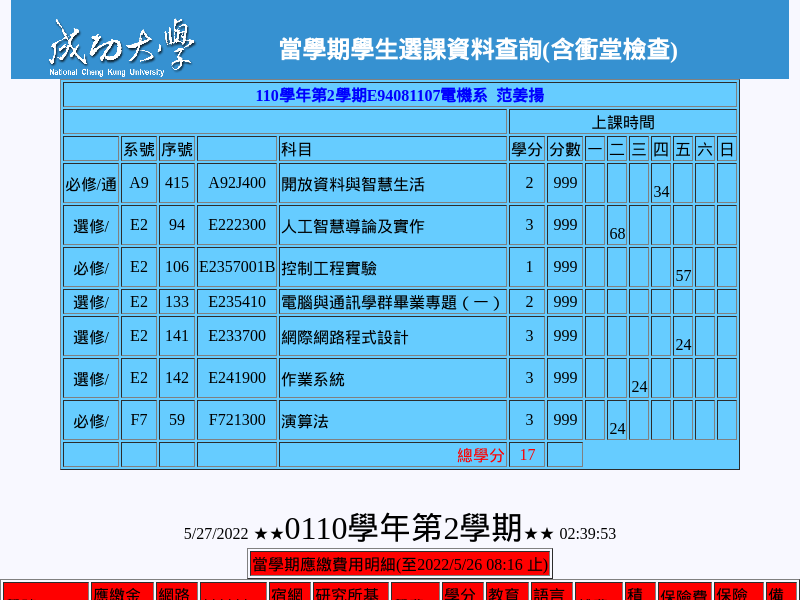 成功大學
National Cheng Kung University
當學期學生選課資料查詢(含衝堂檢查)
110學年第2學期E94081107電機系 范姜揚
上課時間
系號 序號 科目 學分 分數 一 二 三 四 五 六 日
必修/通 A9 415 A92J400 開放資料與智慧生活 2 999 34
選修/ E2 94 E222300 人工智慧導論及實作 3 999 68
必修/ E2 106 E2357001B 控制工程實驗 1 999 57
選修/ E2 133 E235410 電腦與通訊學群畢業專題（一） 2 999
選修/ E2 141 E233700 網際網路程式設計 3 999 24
選修/ E2 142 E241900 作業系統 3 999 24
必修/ F7 59 F721300 演算法 3 999 24
總學分 17
5/27/2022 ★★0110學年第2學期★★ 02:39:53
當學期應繳費用明細(至2022/5/26 08:16 止)
應繳金 網路 宿網 研究所基 學分 教育 語言 積 保險費 保險 備